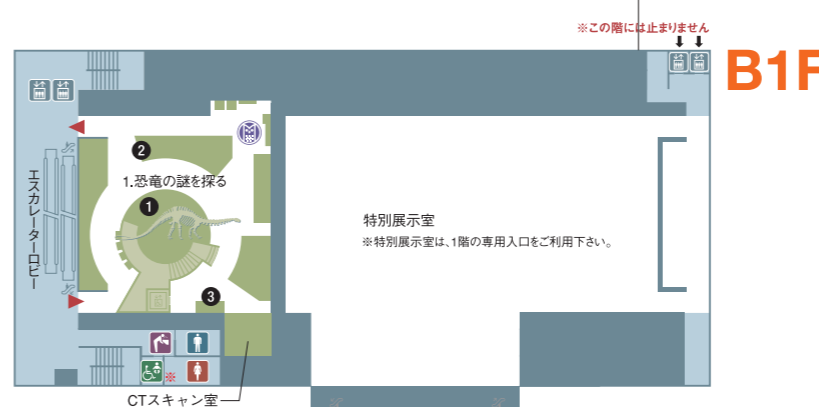 ※この階には止まりません
B1F
2
1.恐竜の謎を探る
1
エスカレーターロビー
特別展示室
※特別展示室は、1階の専用入口をご利用下さい。
3
※
CTスキャン室